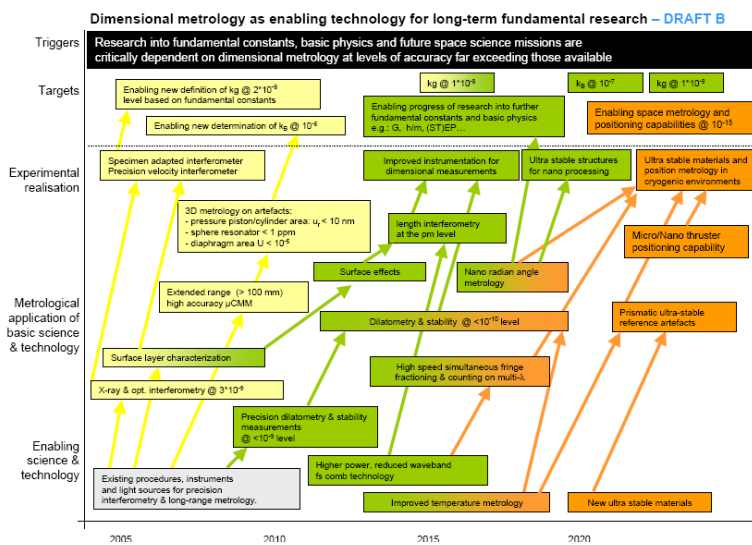 Dimensional metrology as enabling technology for long-term fundamental research – DRAFT B
Triggers
Research into fundamental constants, basic physics and future space science missions are
critically dependent on dimensional metrology at levels of accuracy far exceeding those available
Targets
Enabling new definition of kg @ 2*10⁻⁸
level based on fundamental constants
Enabling new determination of kB @ 10⁻⁶
kg @ 1*10⁻⁸
kB @ 10⁻⁷
kg @ 1*10⁻⁹
Enabling progress of research into further
fundamental constants and basic physics
e.g.: G, h/m, (ST)EP…
Enabling space metrology and
positioning capabilities @ 10⁻¹⁵
Experimental
realisation
Specimen adapted interferometer
Precision velocity interferometer
Improved instrumentation for
dimensional measurements
Ultra stable structures
for nano processing
Ultra stable materials and
position metrology in
cryogenic environments
3D metrology on artefacts:
- pressure piston/cylinder area: ur < 10 nm
- sphere resonator < 1 ppm
- diaphragm area U < 10⁻⁶
length interferometry
at the pm level
Micro/Nano thruster
positioning capability
Surface effects
Nano radian angle
metrology
Metrological
application of
basic science
& technology
Extended range (> 100 mm)
high accuracy µCMM
Dilatometry & stability @ <10⁻¹⁰ level
Prismatic ultra-stable
reference artefacts
Surface layer characterization
High speed simultaneous fringe
fractioning & counting on multi-λ.
X-ray & opt. interferometry @ 3*10⁻⁹
Precision dilatometry & stability
measurements
@ <10⁻⁹ level
Enabling
science &
technology
Existing procedures, instruments
and light sources for precision
interferometry & long-range metrology.
Higher power, reduced waveband
fs comb technology
Improved temperature metrology
New ultra stable materials
2005
2010
2015
2020